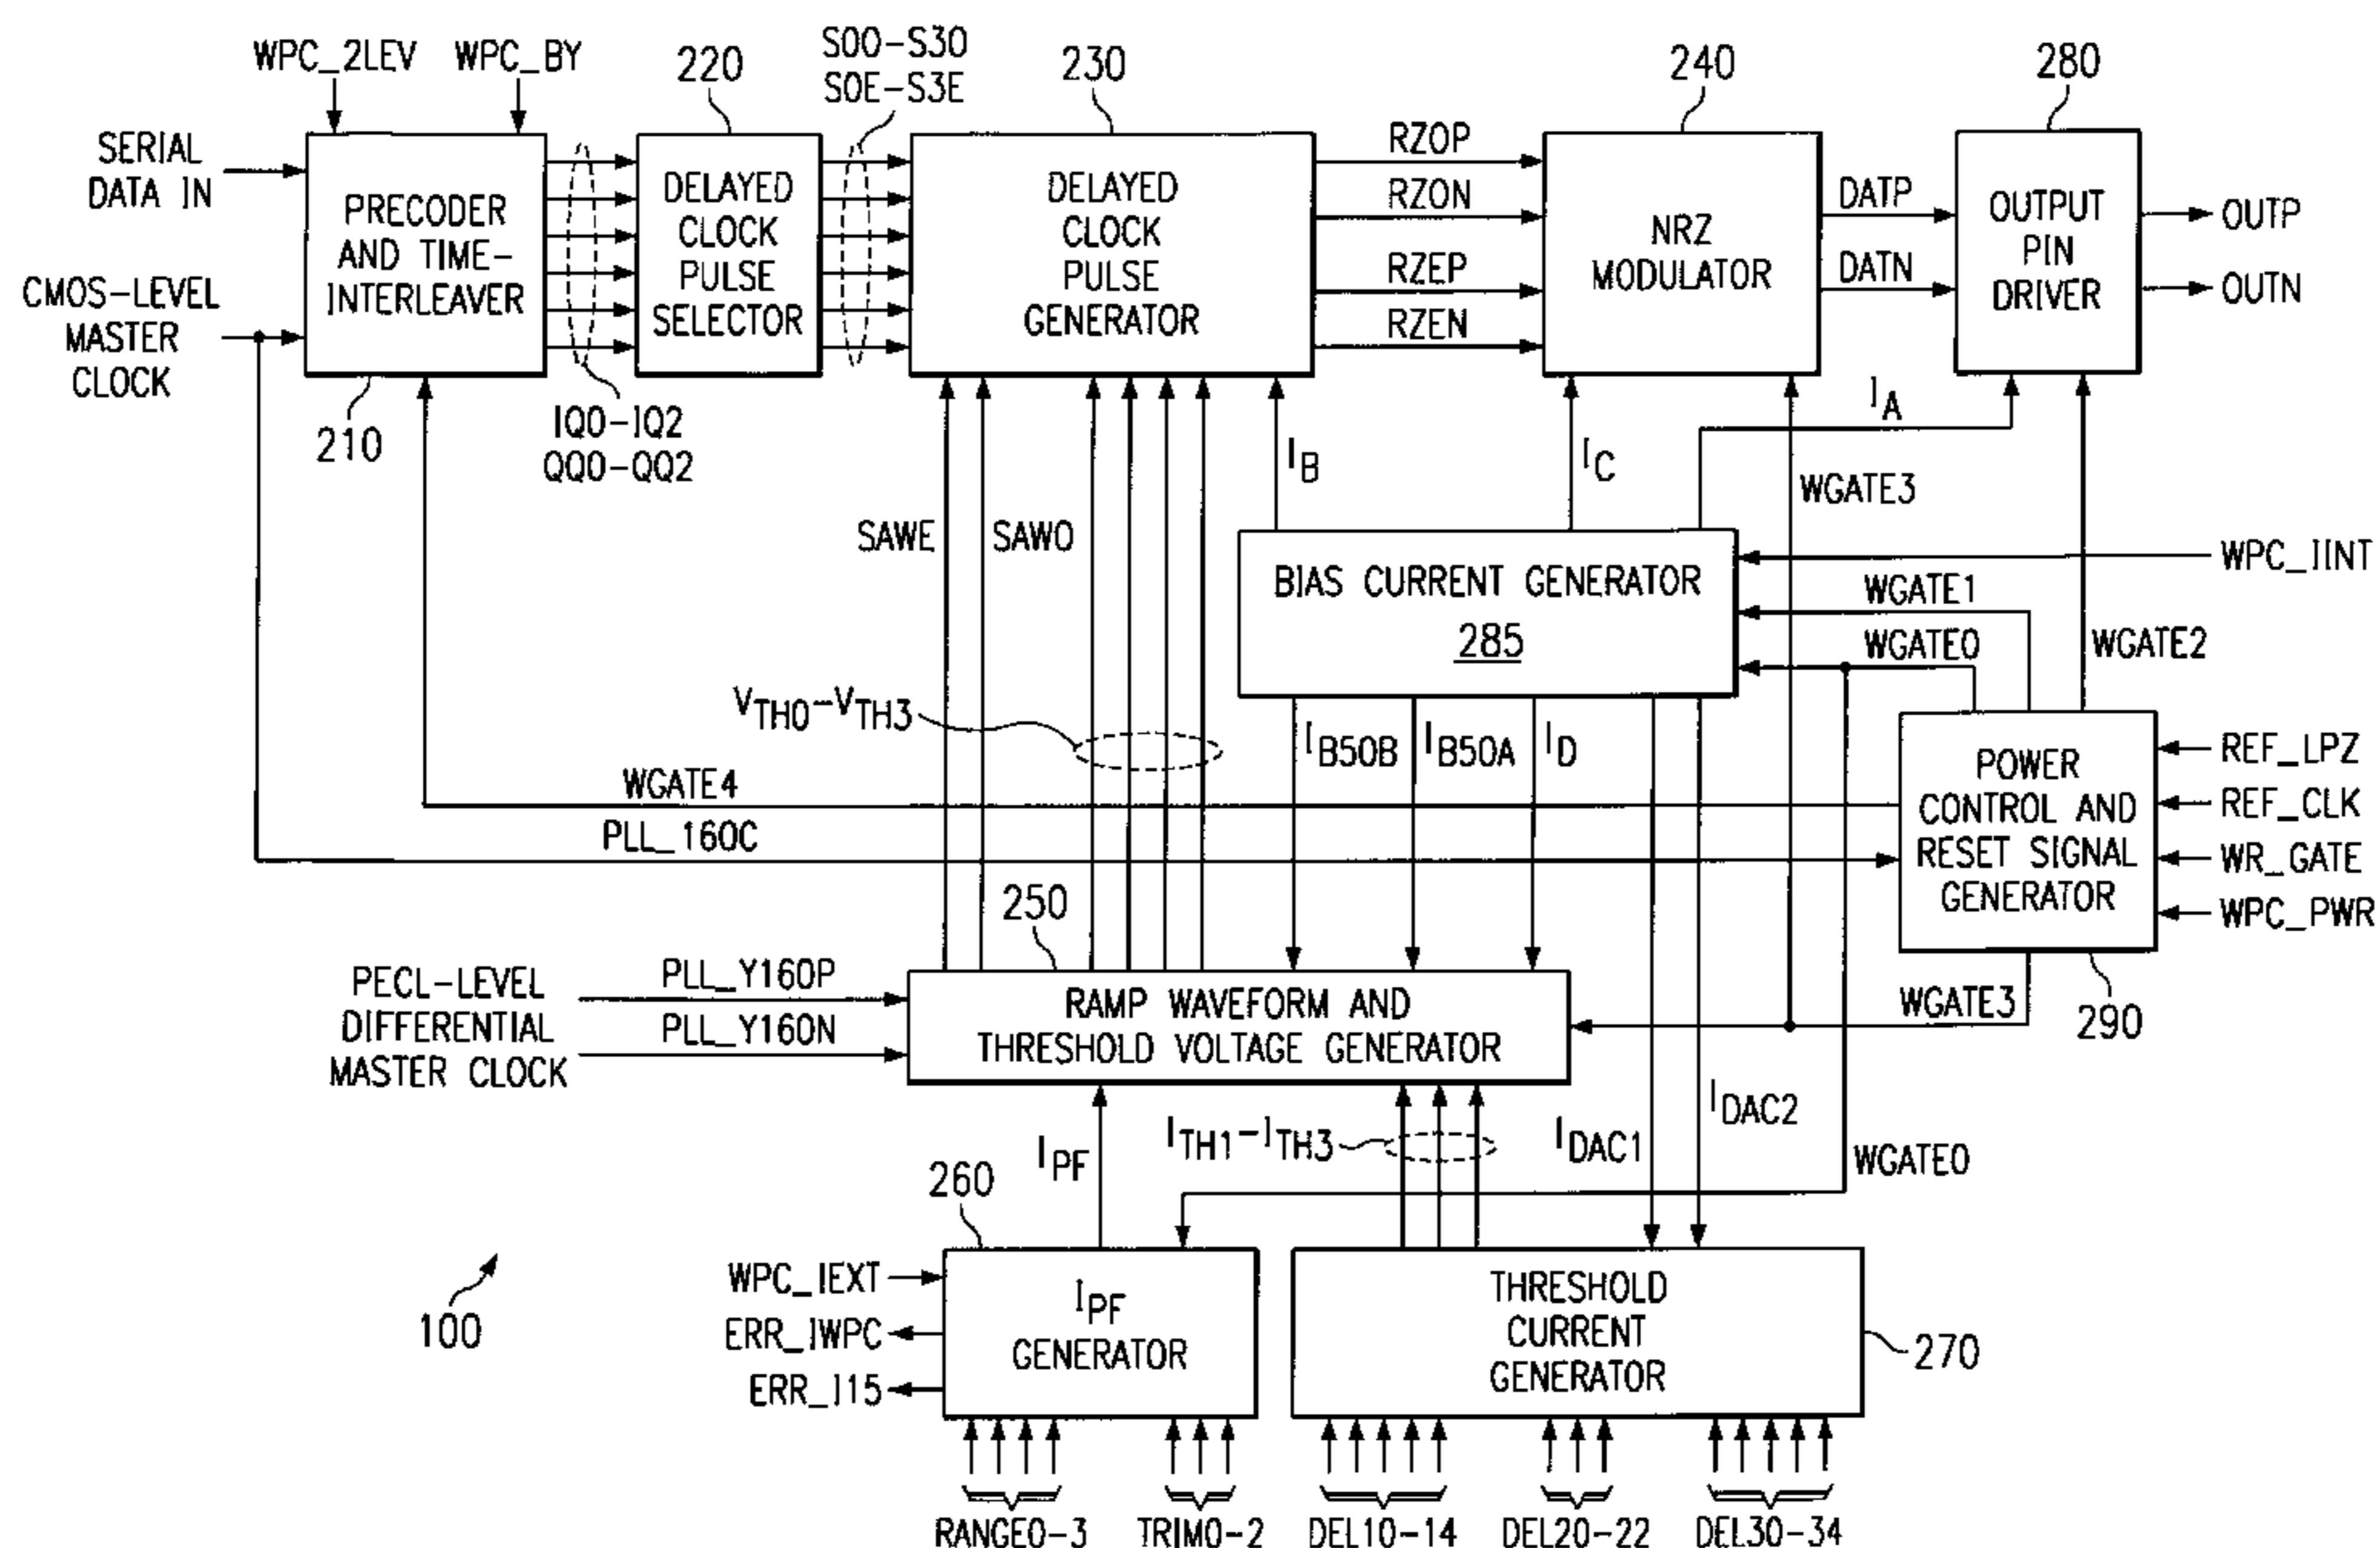 WPC_2LEV
WPC_BY
220
S00-S30
S0E-S3E
230
240
280
SERIAL
DATA IN
CMOS-LEVEL
MASTER
CLOCK
PRECODER
AND TIME-
INTERLEAVER
210
IQ0-IQ2
QQ0-QQ2
DELAYED
CLOCK
PULSE
SELECTOR
DELAYED
CLOCK
PULSE
GENERATOR
RZOP
RZON
RZEP
RZEN
NRZ
MODULATOR
DATP
DATN
OUTPUT
PIN
DRIVER
OUTP
OUTN
SAWE
SAWO
IB
IC
IA
WGATE3
BIAS CURRENT GENERATOR
285
WPC_IINT
WGATE1
WGATE0
WGATE2
VTH0-VTH3
IB50B
IB50A
ID
WGATE4
PLL_160C
POWER
CONTROL AND
RESET SIGNAL
GENERATOR
REF_LPZ
REF_CLK
WR_GATE
WPC_PWR
290
WGATE3
250
PECL-LEVEL
DIFFERENTIAL
MASTER CLOCK
PLL_Y160P
PLL_Y160N
RAMP WAVEFORM AND
THRESHOLD VOLTAGE GENERATOR
IPF
ITH1-ITH3
IDAC1
IDAC2
WGATE0
260
100
WPC_IEXT
ERR_IWPC
ERR_I15
IPF
GENERATOR
THRESHOLD
CURRENT
GENERATOR
270
RANGE0-3
TRIM0-2
DEL10-14
DEL20-22
DEL30-34